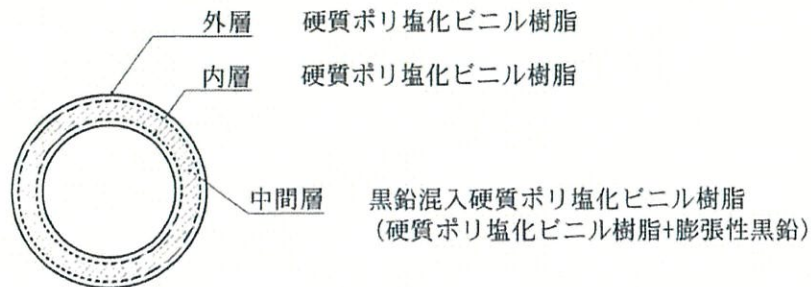 外層 硬質ポリ塩化ビニル樹脂
内層 硬質ポリ塩化ビニル樹脂
中間層 黒鉛混入硬質ポリ塩化ビニル樹脂
(硬質ポリ塩化ビニル樹脂+膨張性黒鉛)